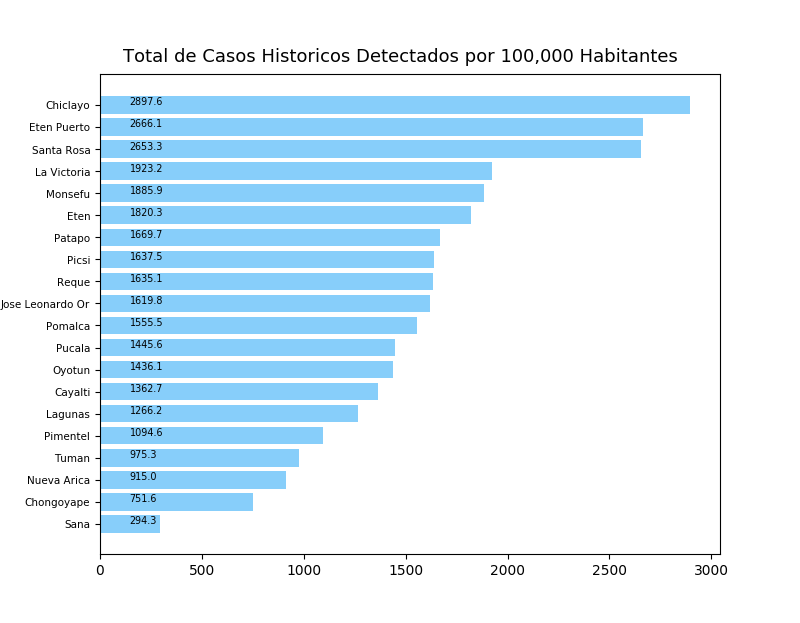 Total de Casos Historicos Detectados por 100,000 Habitantes
Chiclayo 2897.6
Eten Puerto 2666.1
Santa Rosa 2653.3
La Victoria 1923.2
Monsefu 1885.9
Eten 1820.3
Patapo 1669.7
Picsi 1637.5
Reque 1635.1
Jose Leonardo Or 1619.8
Pomalca 1555.5
Pucala 1445.6
Oyotun 1436.1
Cayalti 1362.7
Lagunas 1266.2
Pimentel 1094.6
Tuman 975.3
Nueva Arica 915.0
Chongoyape 751.6
Sana 294.3
0 500 1000 1500 2000 2500 3000